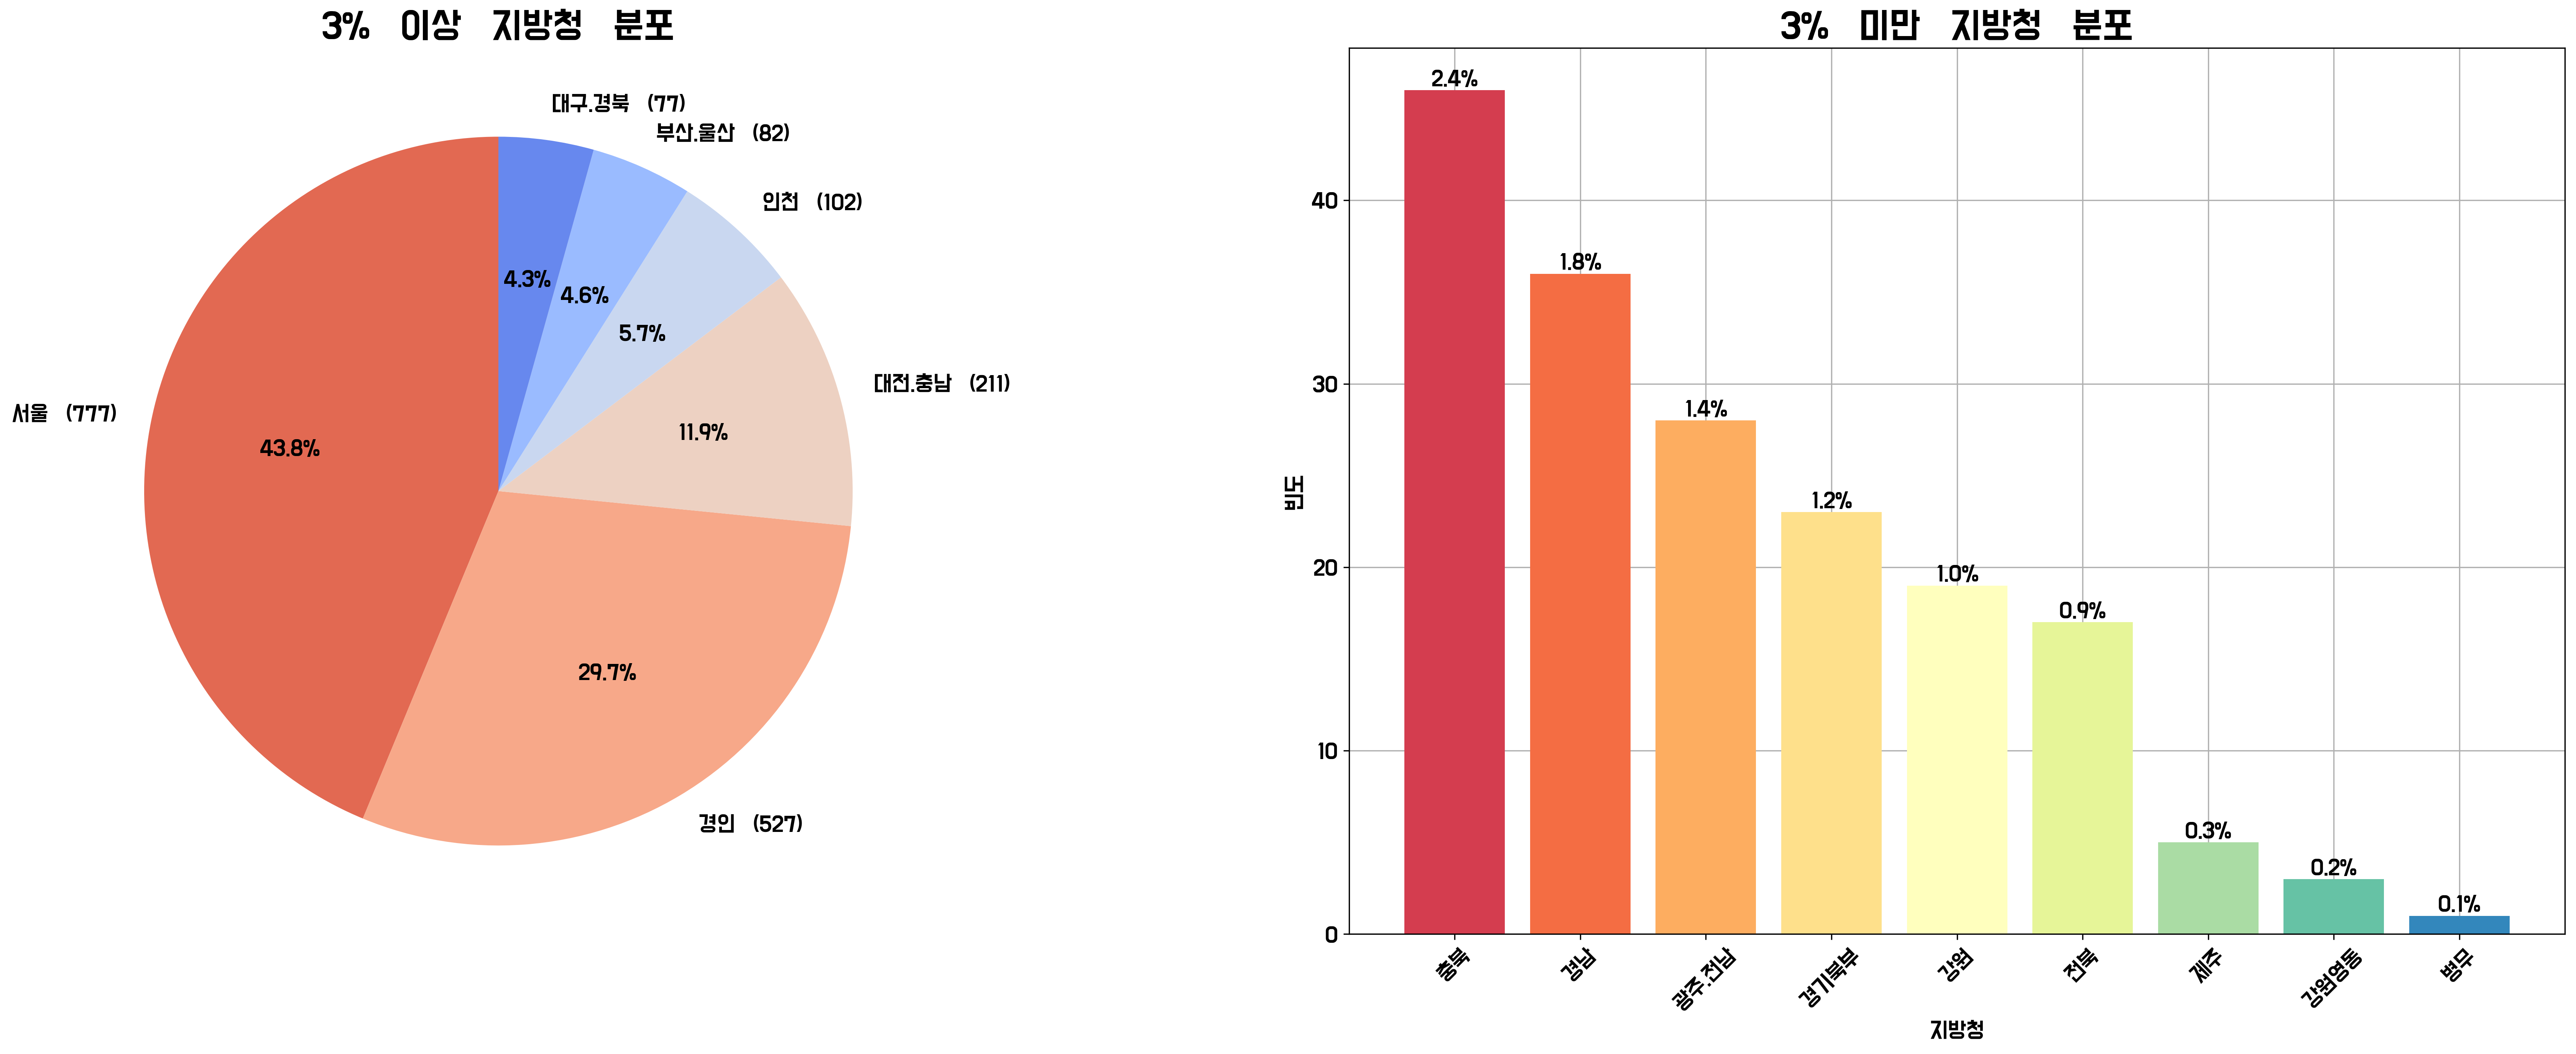 3% 이상 지방청 분포
대구.경북 (77)
부산.울산 (82)
인천 (102)
대전.충남 (211)
서울 (777)
경인 (527)
4.3%
4.6%
5.7%
11.9%
43.8%
29.7%
3% 미만 지방청 분포
빈도
40
30
20
10
0
2.4%
1.8%
1.4%
1.2%
1.0%
0.9%
0.3%
0.2%
0.1%
충북
경남
광주.전남
경기북부
강원
전북
제주
강원영동
병무
지방청